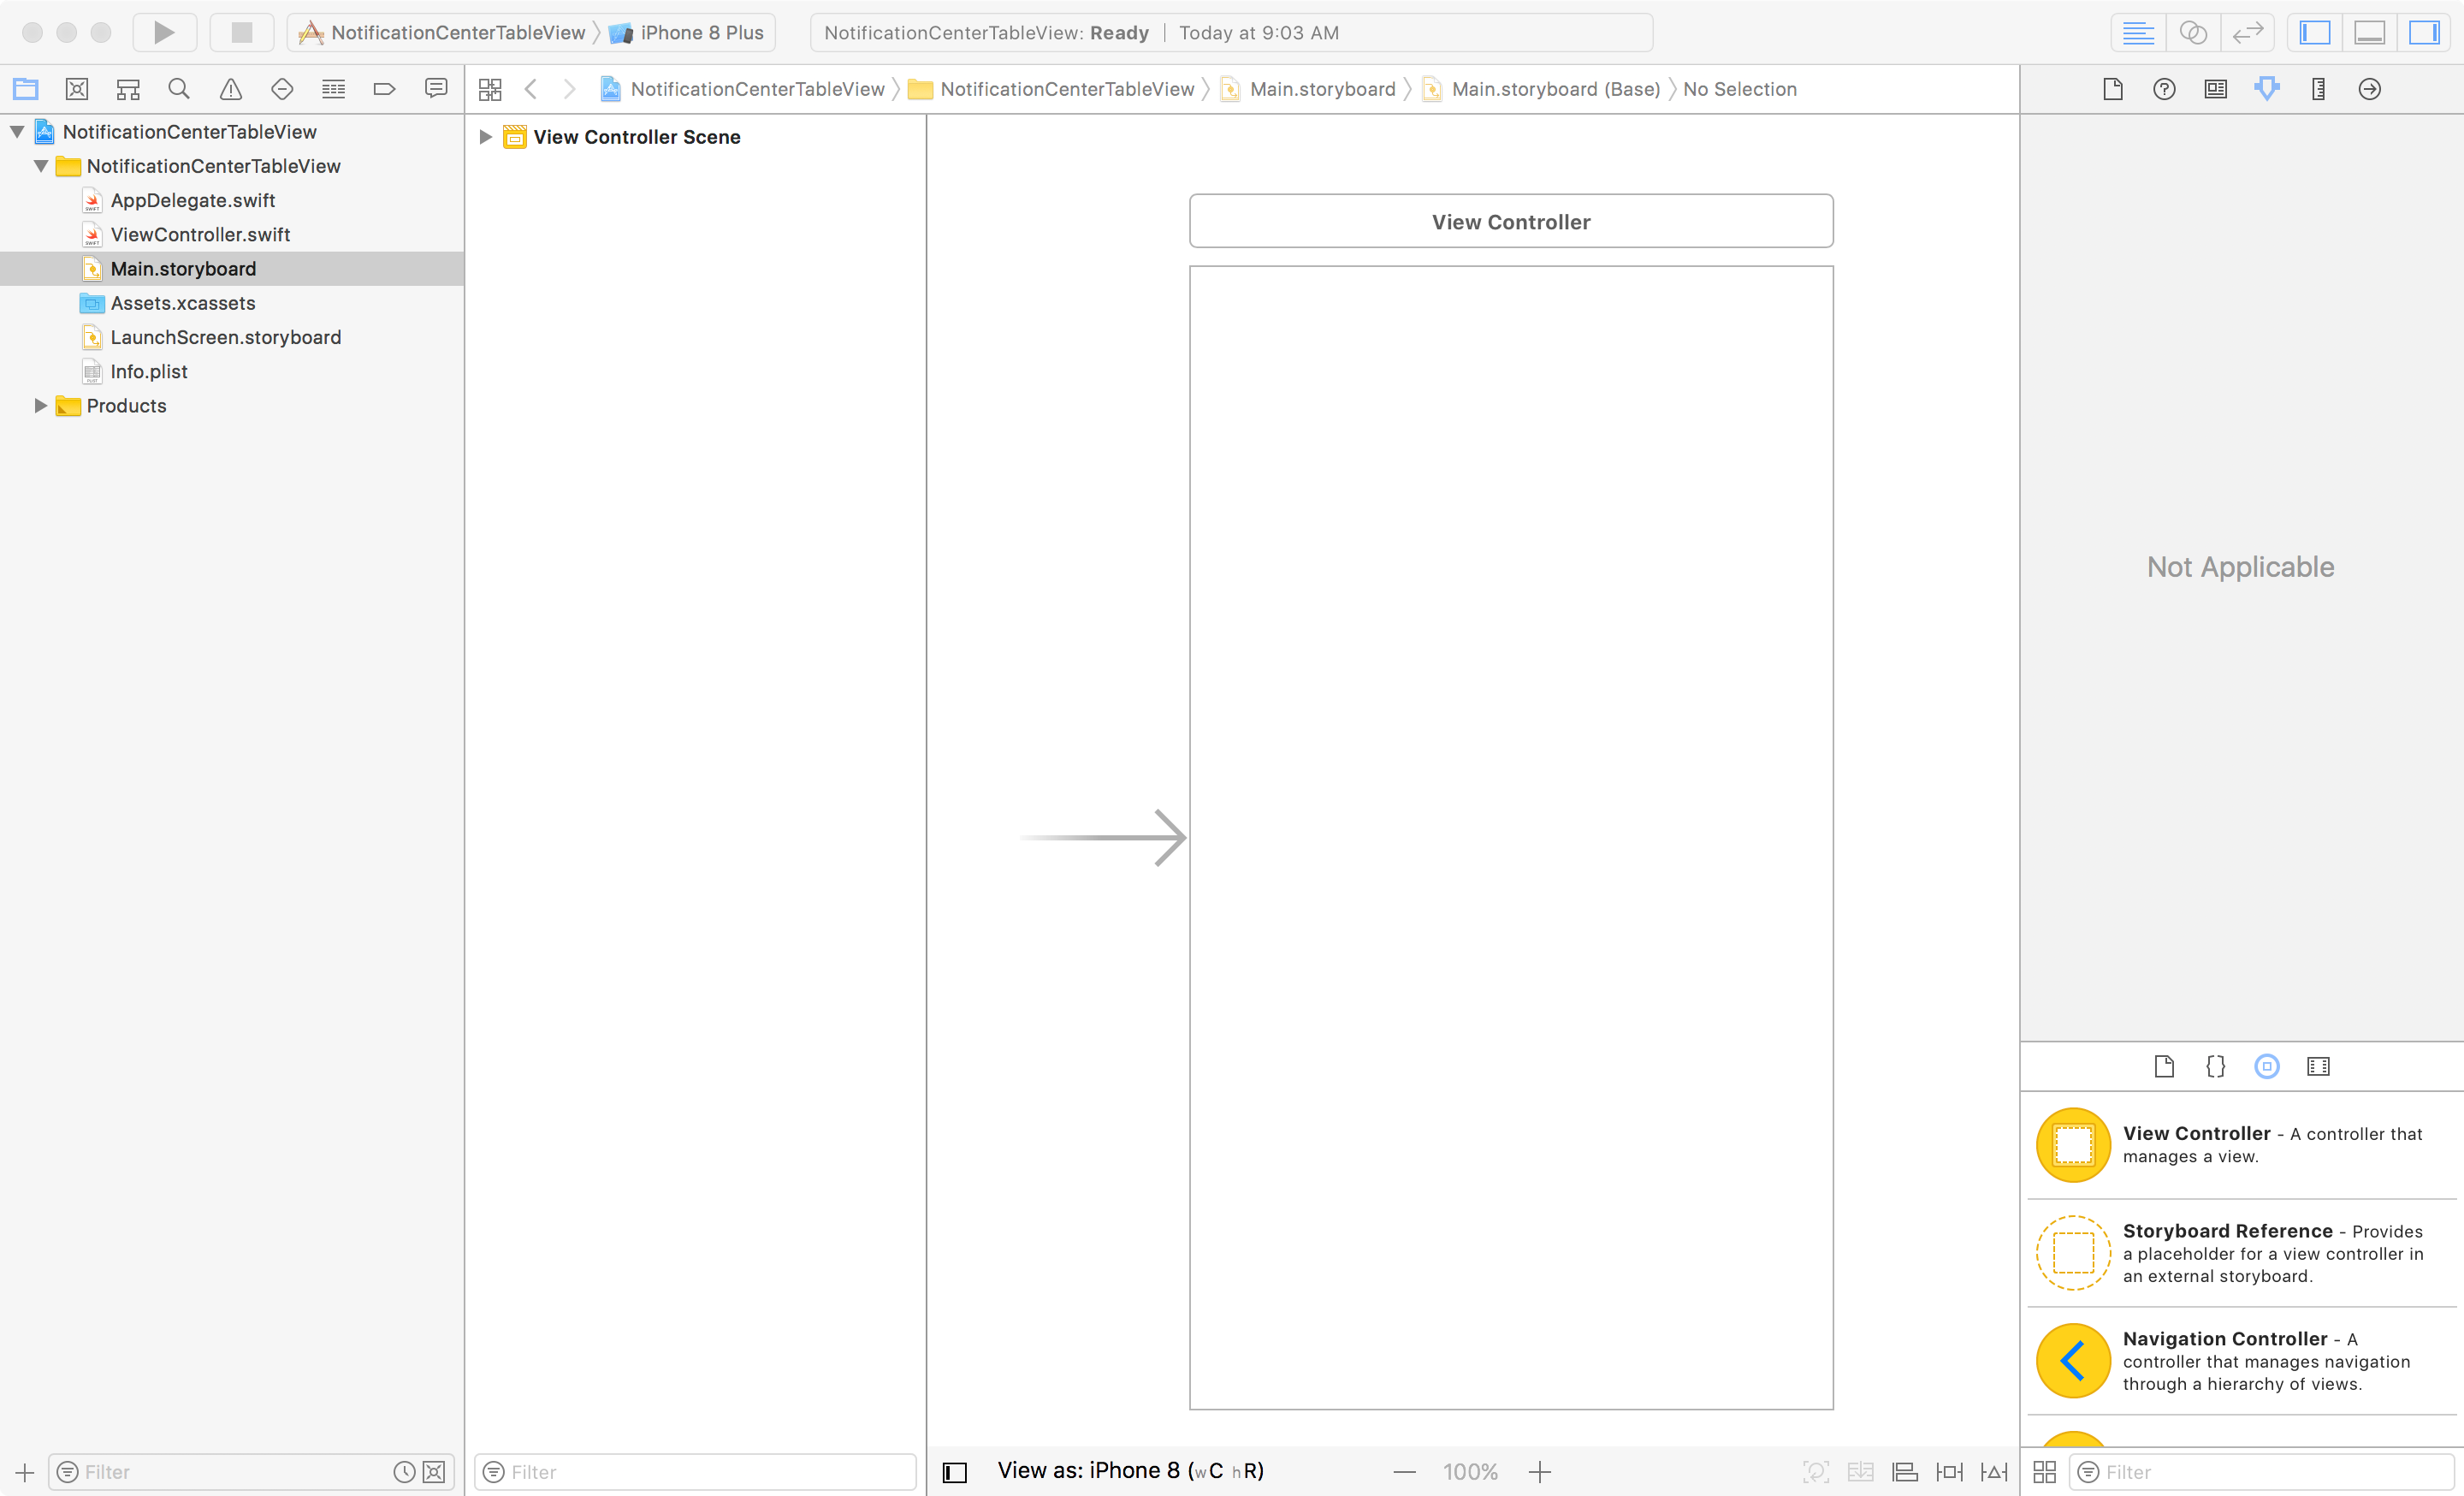 NotificationCenterTableView iPhone 8 Plus
NotificationCenterTableView: Ready | Today at 9:03 AM
NotificationCenterTableView NotificationCenterTableView Main.storyboard Main.storyboard (Base) No Selection
NotificationCenterTableView
NotificationCenterTableView
AppDelegate.swift
ViewController.swift
Main.storyboard
Assets.xcassets
LaunchScreen.storyboard
Info.plist
Products
View Controller Scene
View Controller
Not Applicable
View Controller - A controller that
manages a view.
Storyboard Reference - Provides
a placeholder for a view controller in
an external storyboard.
Navigation Controller - A
controller that manages navigation
through a hierarchy of views.
Filter
Filter
View as: iPhone 8 (wC hR)
100%
Filter